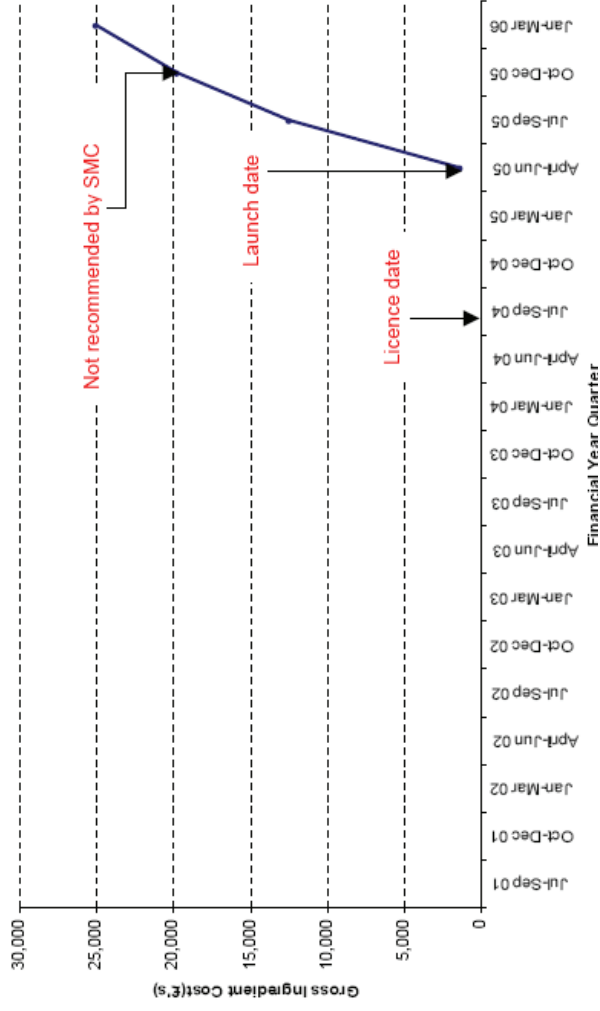 30,000
25,000
20,000
15,000
10,000
5,000
0
Gross Ingredient Cost(£'s)
Not recommended by SMC
Launch date
Licence date
Jul-Sep 01
Oct-Dec 01
Jan-Mar 02
April-Jun 02
Jul-Sep 02
Oct-Dec 02
Jan-Mar 03
April-Jun 03
Jul-Sep 03
Oct-Dec 03
Jan-Mar 04
April-Jun 04
Jul-Sep 04
Oct-Dec 04
Jan-Mar 05
April-Jun 05
Jul-Sep 05
Oct-Dec 05
Jan-Mar 06
Financial Year Quarter